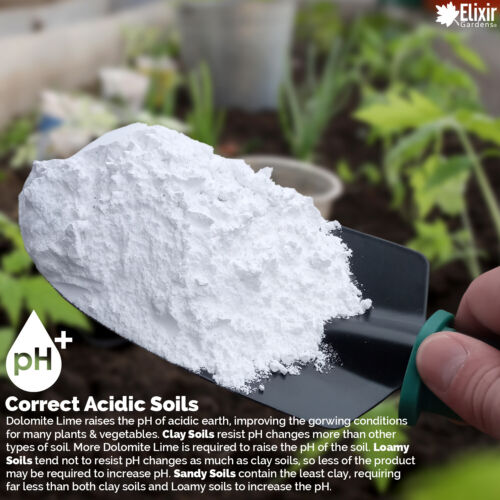 Elixir
Gardens®
pH+
Correct Acidic Soils
Dolomite Lime raises the pH of acidic earth, improving the gorwing conditions
for many plants & vegetables. Clay Soils resist pH changes more than other
types of soil. More Dolomite Lime is required to raise the pH of the soil. Loamy
Soils tend not to resist pH changes as much as clay soils, so less of the product
may be required to increase pH. Sandy Soils contain the least clay, requiring
far less than both clay soils and Loamy soils to increase the pH.